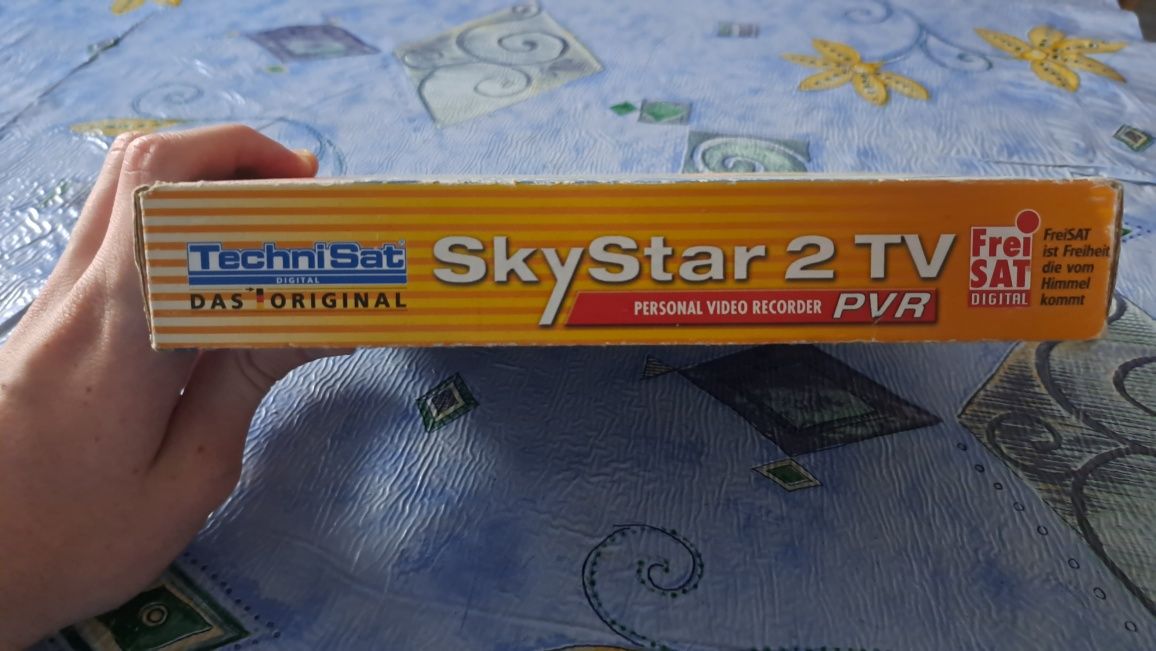 TechniSat
DIGITAL
DAS ORIGINAL
SkyStar 2 TV
PERSONAL VIDEO RECORDER PVR
Frei
SAT
DIGITAL
FreiSAT
ist Freiheit
die vom
Himmel
kommt